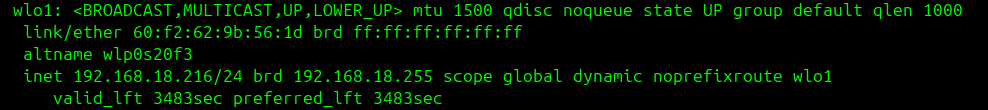 wlo1: <BROADCAST,MULTICAST,UP,LOWER_UP> mtu 1500 qdisc noqueue state UP group default qlen 1000
link/ether 60:f2:62:9b:56:1d brd ff:ff:ff:ff:ff:ff
altname wlp0s20f3
inet 192.168.18.216/24 brd 192.168.18.255 scope global dynamic noprefixroute wlo1
valid_lft 3483sec preferred_lft 3483sec